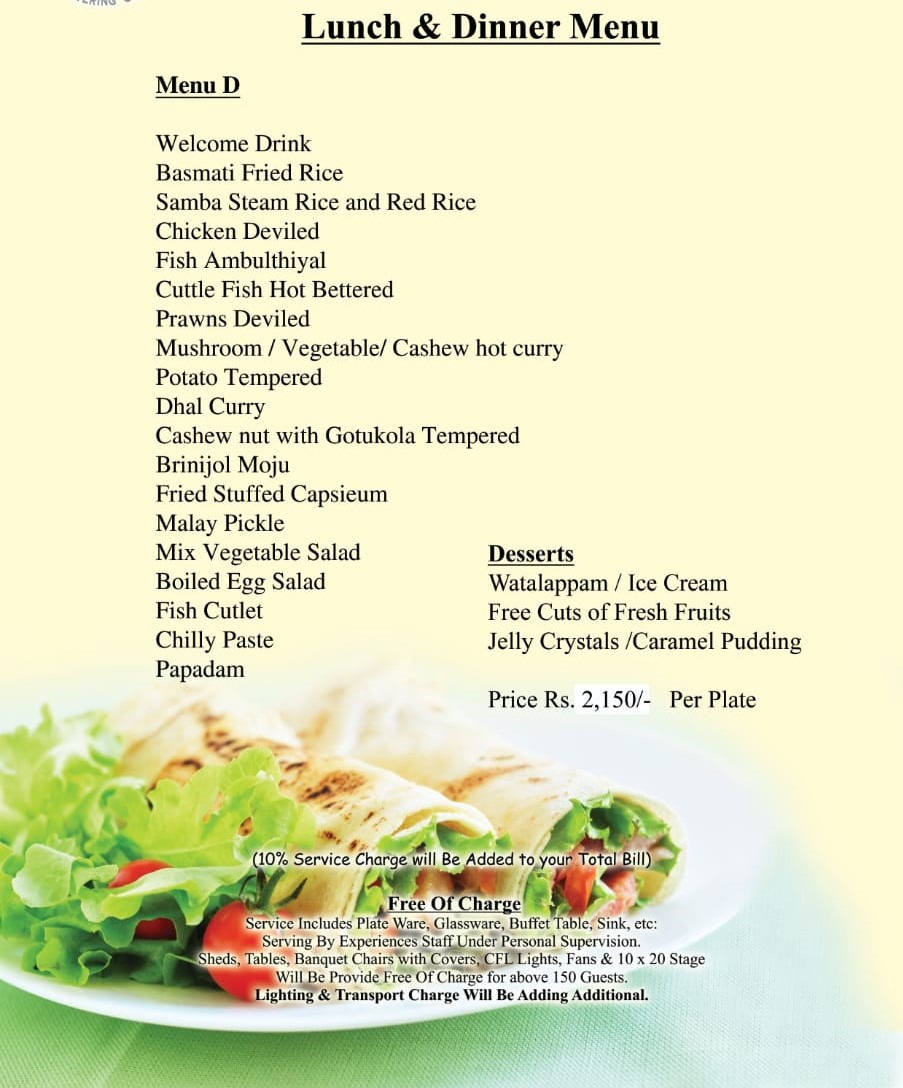 Lunch & Dinner Menu
Menu D
Welcome Drink
Basmati Fried Rice
Samba Steam Rice and Red Rice
Chicken Deviled
Fish Ambulthiyal
Cuttle Fish Hot Bettered
Prawns Deviled
Mushroom / Vegetable/ Cashew hot curry
Potato Tempered
Dhal Curry
Cashew nut with Gotukola Tempered
Brinijol Moju
Fried Stuffed Capsieum
Malay Pickle
Mix Vegetable Salad
Boiled Egg Salad
Fish Cutlet
Chilly Paste
Papadam
Desserts
Watalappam / Ice Cream
Free Cuts of Fresh Fruits
Jelly Crystals /Caramel Pudding
Price Rs. 2,150/- Per Plate
(10% Service Charge will Be Added to your Total Bill)
Free Of Charge
Service Includes Plate Ware, Glassware, Buffet Table, Sink, etc:
Serving By Experiences Staff Under Personal Supervision.
Sheds, Tables, Banquet Chairs with Covers, CFL Lights, Fans & 10 x 20 Stage
Will Be Provide Free Of Charge for above 150 Guests.
Lighting & Transport Charge Will Be Adding Additional.